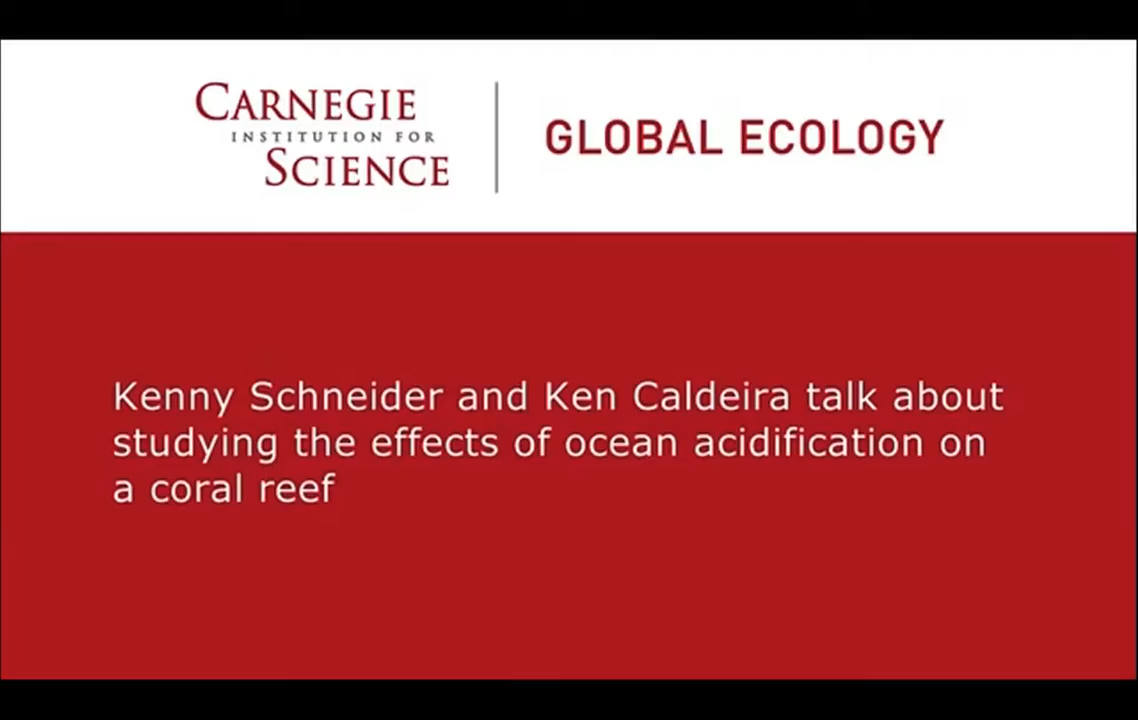 CARNEGIE
INSTITUTION FOR
SCIENCE
GLOBAL ECOLOGY
Kenny Schneider and Ken Caldeira talk about
studying the effects of ocean acidification on
a coral reef